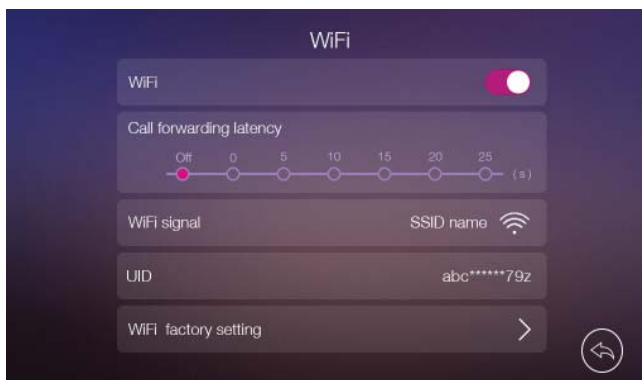 WiFi
WiFi
Call forwarding latency
Off 0 5 10 15 20 25
(s)
WiFi signal SSID name
UID abc******79z
WiFi factory setting